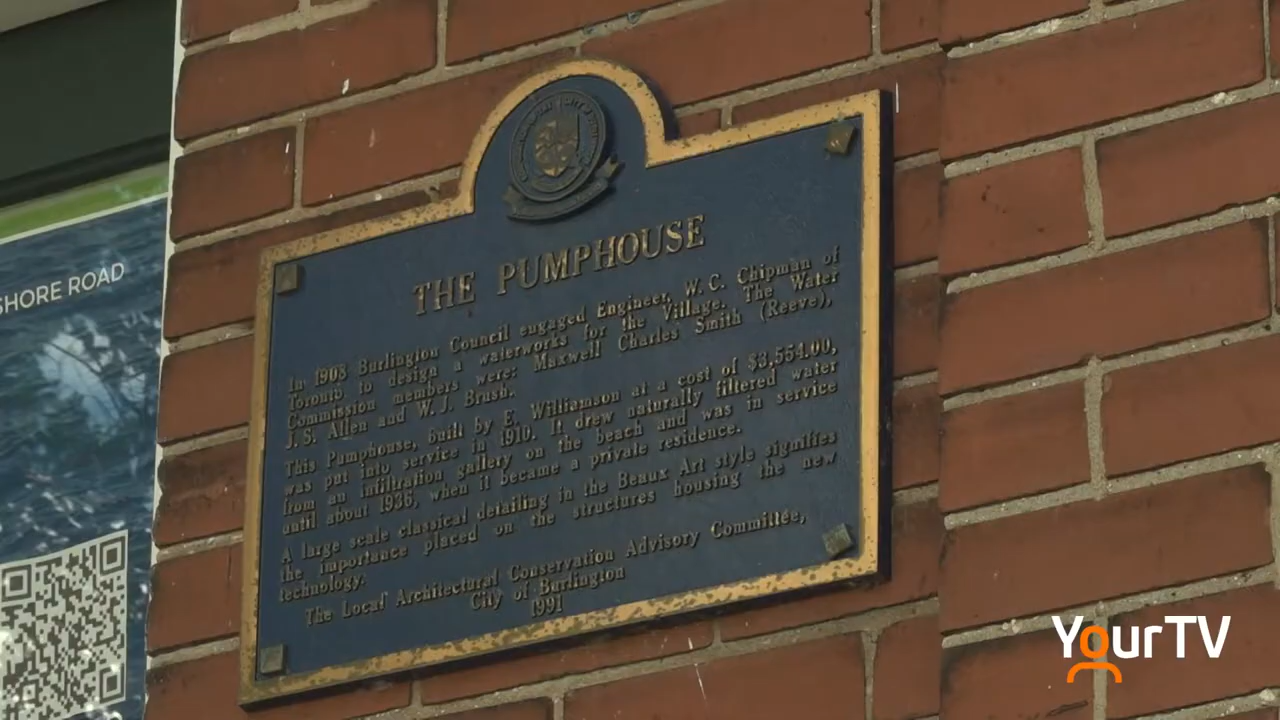 THE PUMPHOUSE
In 1908 Burlington Council engaged Engineer, W. C. Chipman of
Toronto to design a waterworks for the Village. The Water
Commission members were: Maxwell Charles Smith (Reeve),
J. S. Allen and W. J. Brush.
This Pumphouse, built by E. Williamson at a cost of $3,554.00,
was put into service in 1910. It drew naturally filtered water
from an infiltration gallery on the beach and was in service
until about 1936, when it became a private residence.
A large scale classical detailing in the Beaux Art style signifies
the importance placed on the structures housing the new
technology.
The Local Architectural Conservation Advisory Committee,
City of Burlington
1991
SHORE ROAD
YourTV